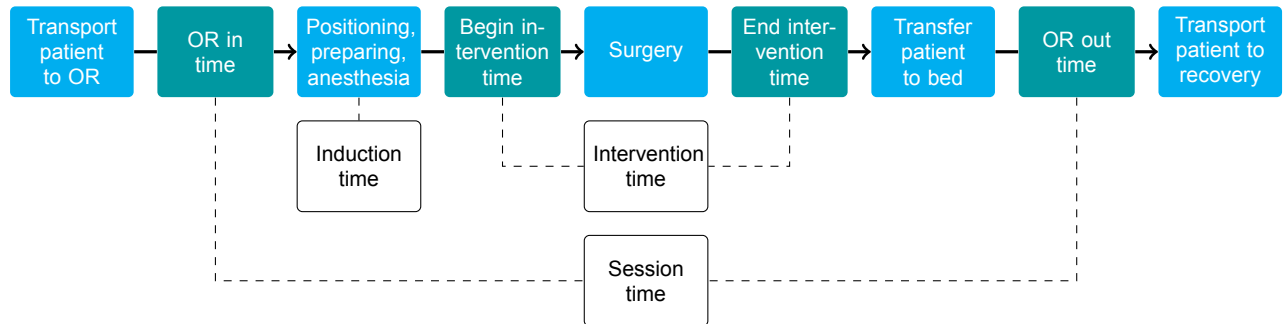 Transport
patient
to OR
OR in
time
Positioning,
preparing,
anesthesia
Begin in-
tervention
time
Surgery
End inter-
vention
time
Transfer
patient
to bed
OR out
time
Transport
patient to
recovery
Induction
time
Intervention
time
Session
time